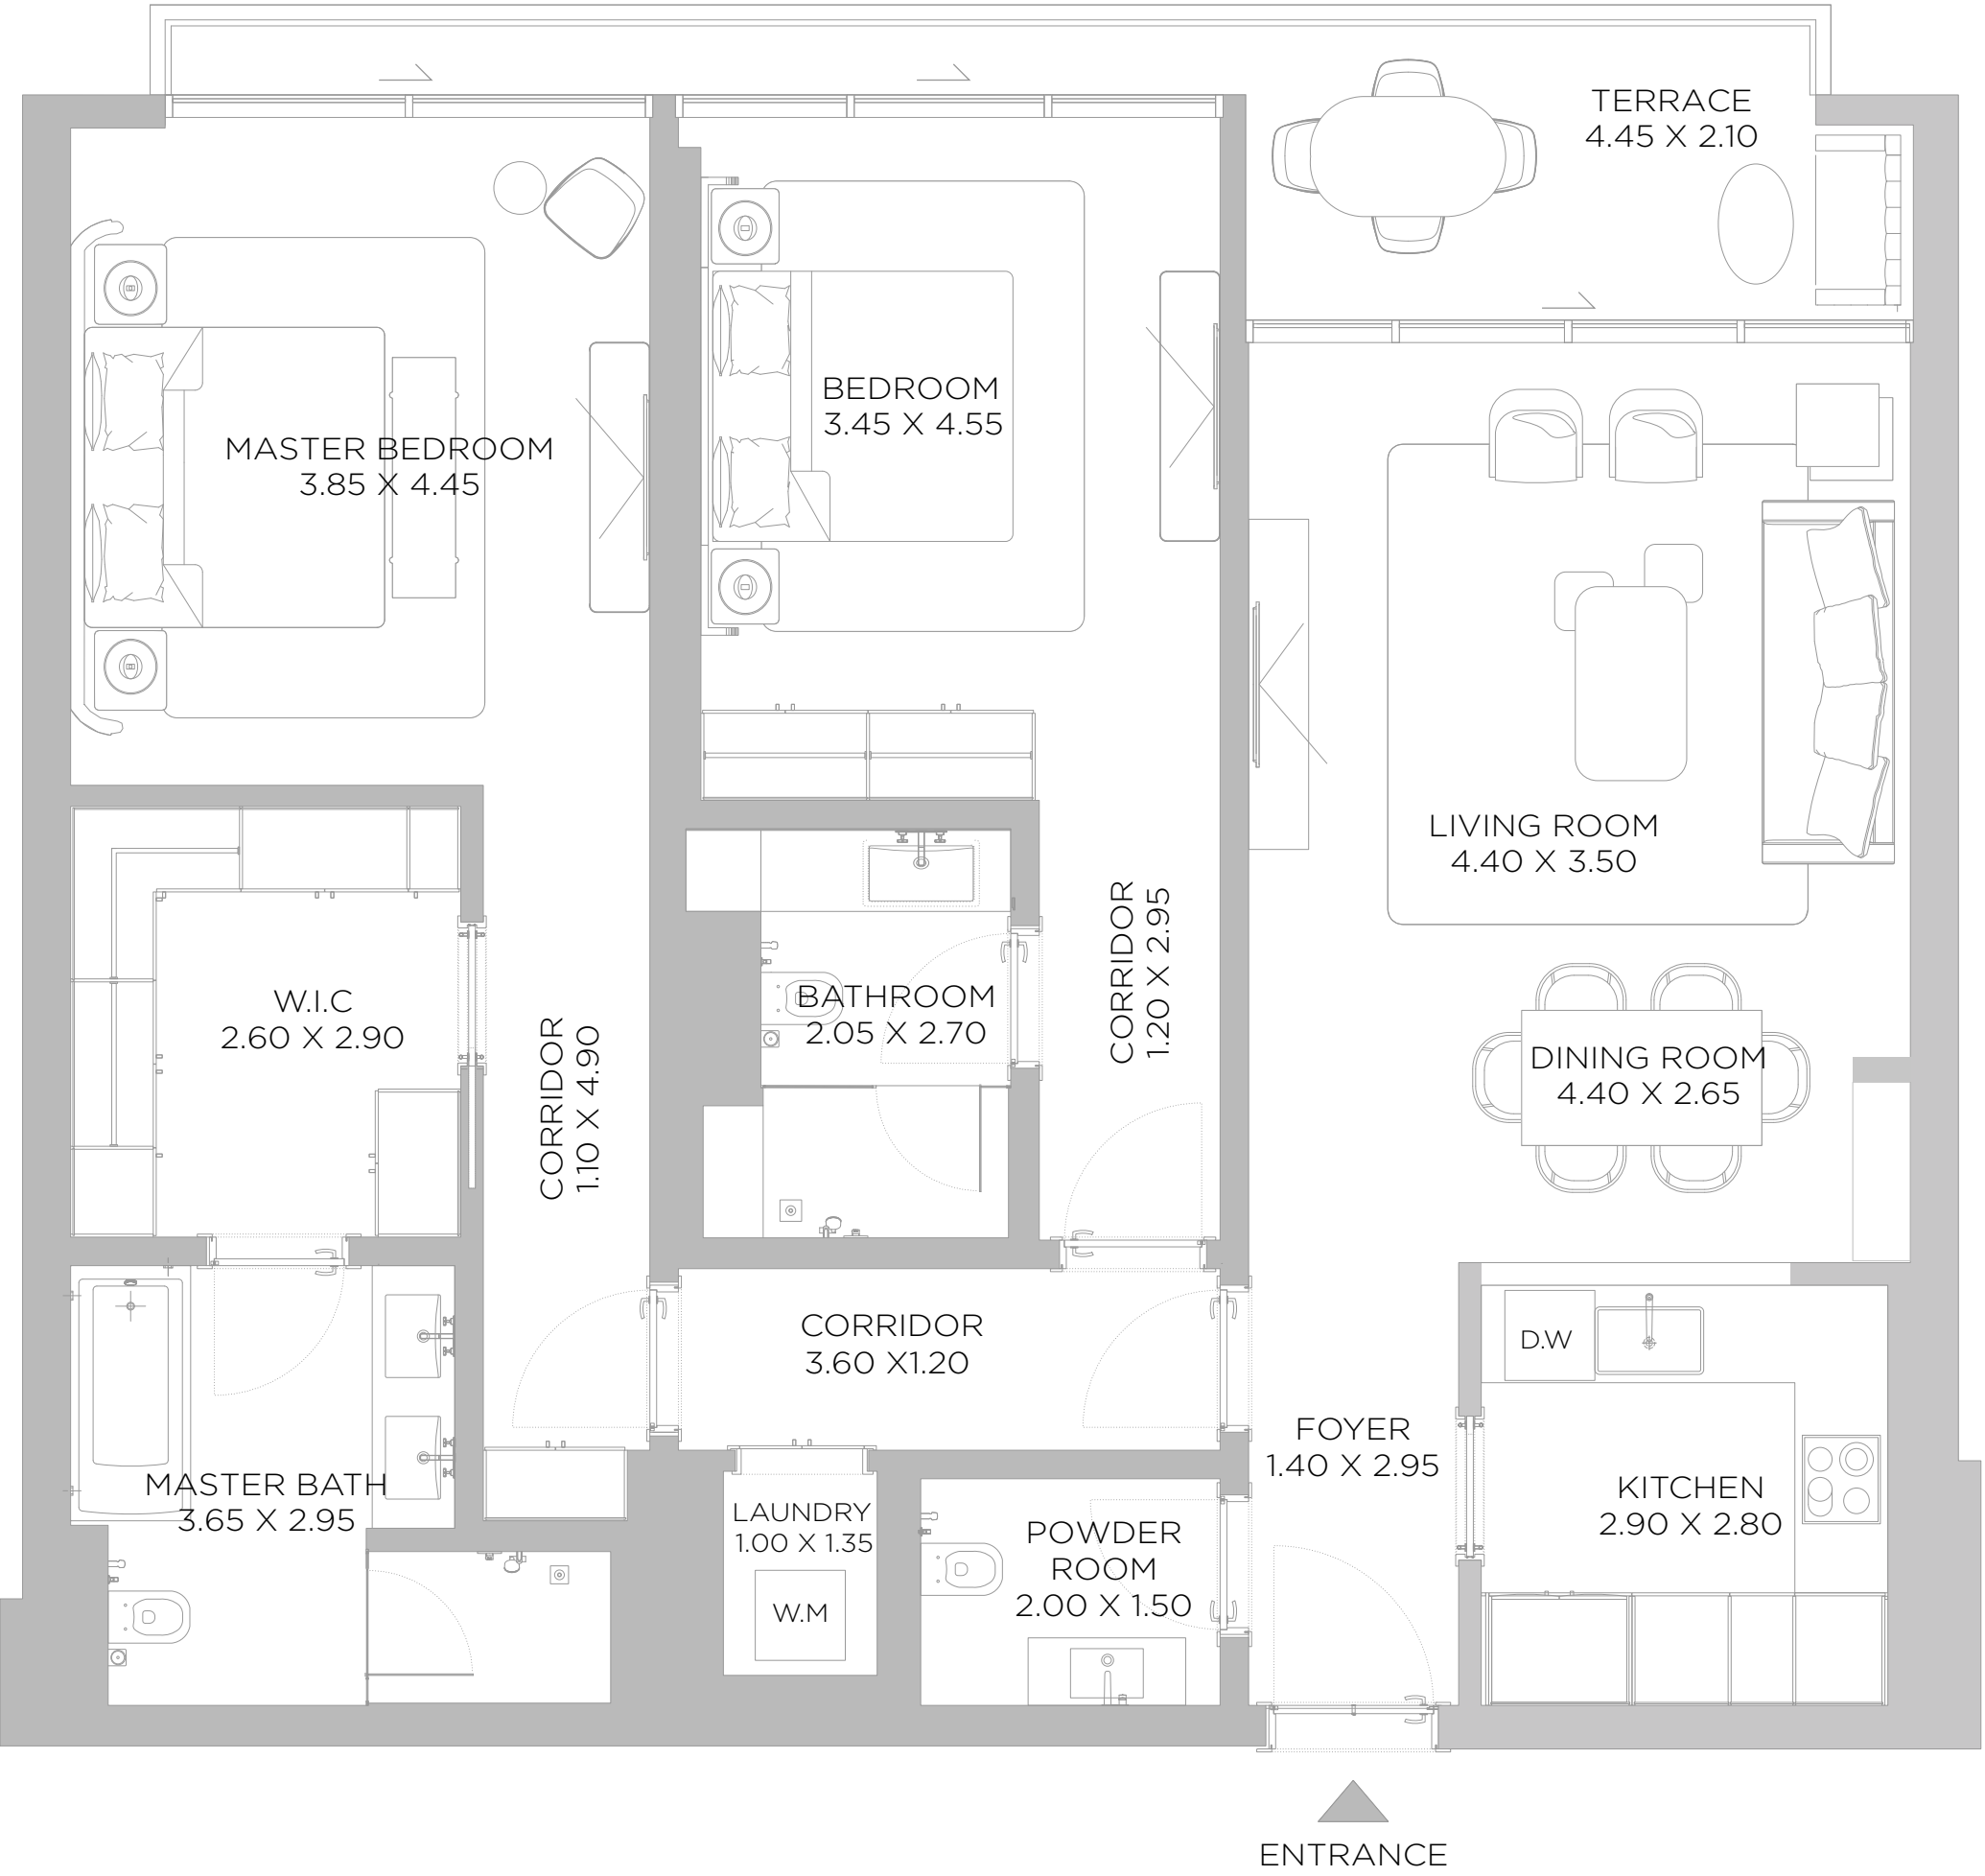 TERRACE
4.45 X 2.10
BEDROOM
3.45 X 4.55
MASTER BEDROOM
3.85 X 4.45
LIVING ROOM
4.40 X 3.50
W.I.C
2.60 X 2.90
CORRIDOR
1.10 X 4.90
BATHROOM
2.05 X 2.70
CORRIDOR
1.20 X 2.95
DINING ROOM
4.40 X 2.65
CORRIDOR
3.60 X1.20
D.W
FOYER
1.40 X 2.95
MASTER BATH
3.65 X 2.95
LAUNDRY
1.00 X 1.35
W.M
POWDER
ROOM
2.00 X 1.50
KITCHEN
2.90 X 2.80
ENTRANCE